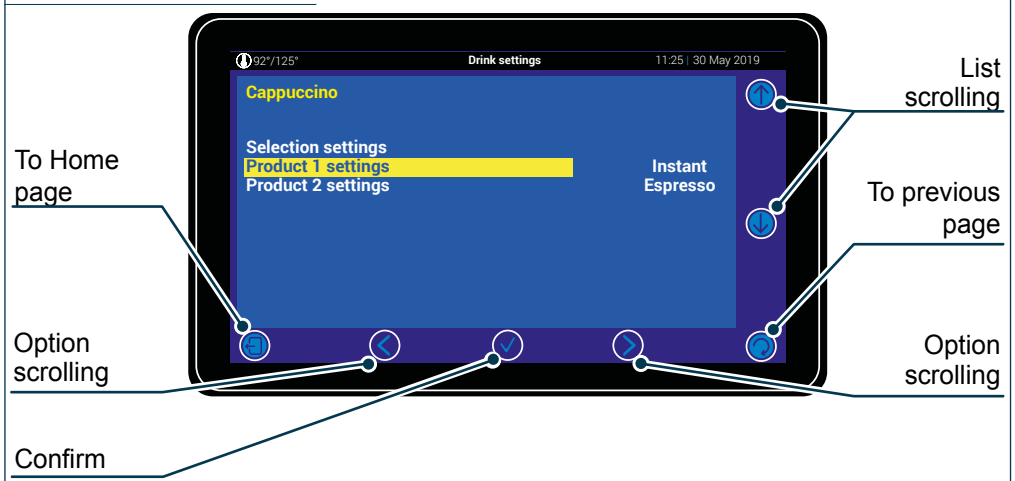 92°/125°
Drink settings
11:25 | 30 May 2019
Cappuccino
Selection settings
Product 1 settings
Instant
Product 2 settings
Espresso
List
scrolling
To Home
page
To previous
page
Option
scrolling
Option
scrolling
Confirm